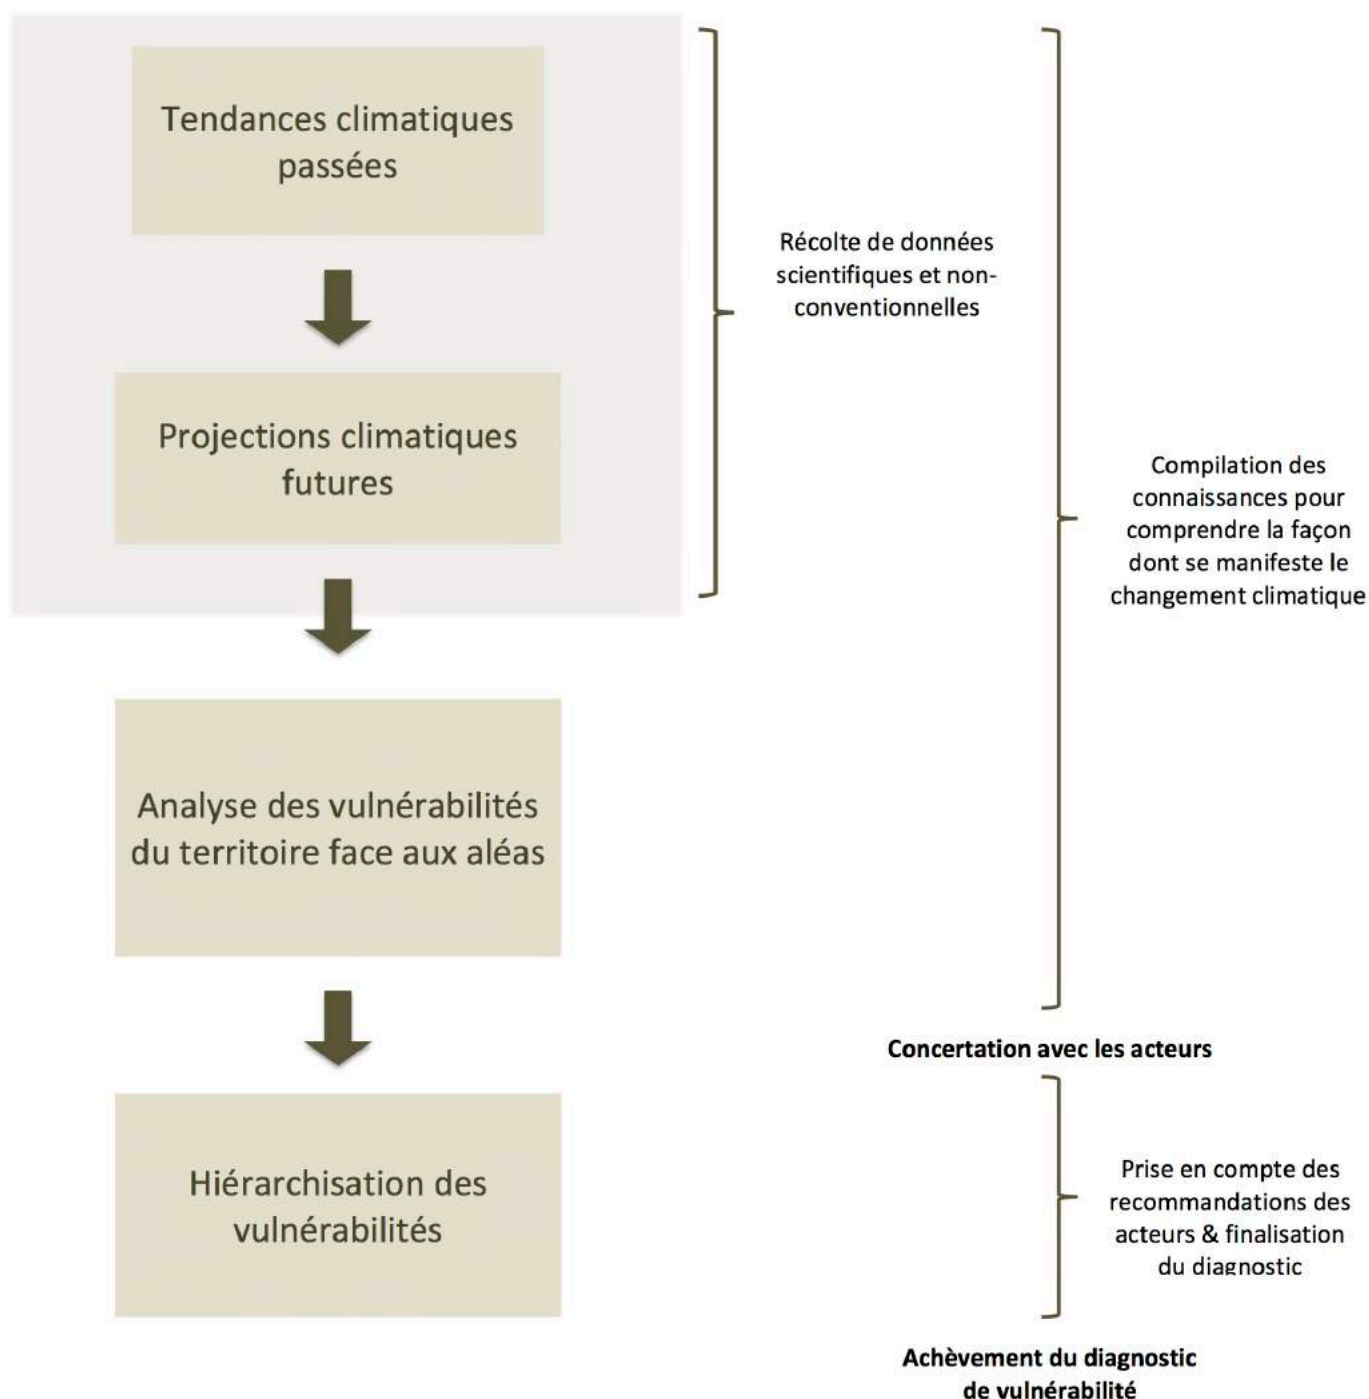 Tendances climatiques
passées
Récolte de données
scientifiques et non-
conventionnelles
Projections climatiques
futures
Compilation des
connaissances pour
comprendre la façon
dont se manifeste le
changement climatique
Analyse des vulnérabilités
du territoire face aux aléas
Concertation avec les acteurs
Hiérarchisation des
vulnérabilités
Prise en compte des
recommandations des
acteurs & finalisation
du diagnostic
Achèvement du diagnostic
de vulnérabilité